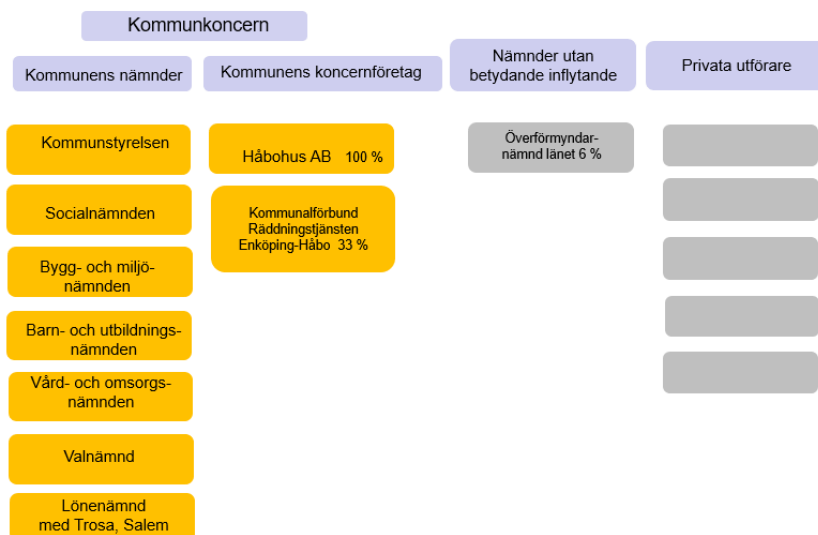 Kommunkoncern
Kommunens nämnder
Kommunens koncernföretag
Nämnder utan
betydande inflytande
Privata utförare
Kommunstyrelsen
Socialnämnden
Bygg- och miljö-
nämnden
Barn- och utbildnings-
nämnden
Vård- och omsorgs-
nämnden
Valnämnd
Lönenämnd
med Trosa, Salem
Håbohus AB 100 %
Kommunalförbund
Räddningstjänsten
Enköping-Håbo 33 %
Överförmyndar-
nämnd länet 6 %